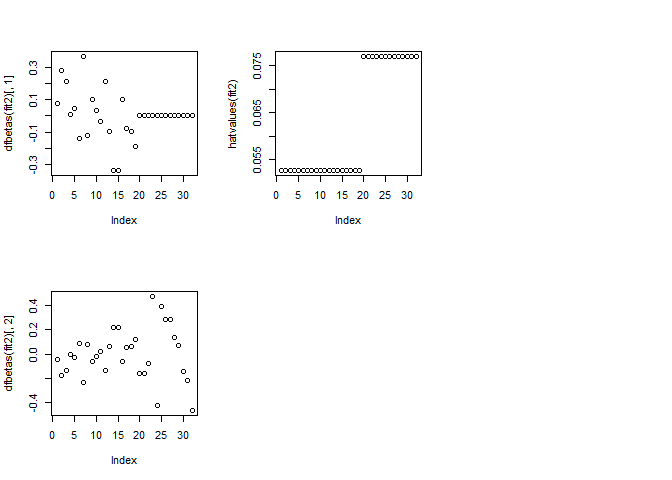 dfbetas(fit2)[, 1]
0.3
0.1
-0.1
-0.3
0 5 10 15 20 25 30
Index
hatvalues(fit2)
0.075
0.065
0.055
0 5 10 15 20 25 30
Index
dfbetas(fit2)[, 2]
0.4
0.2
0.0
-0.4
0 5 10 15 20 25 30
Index